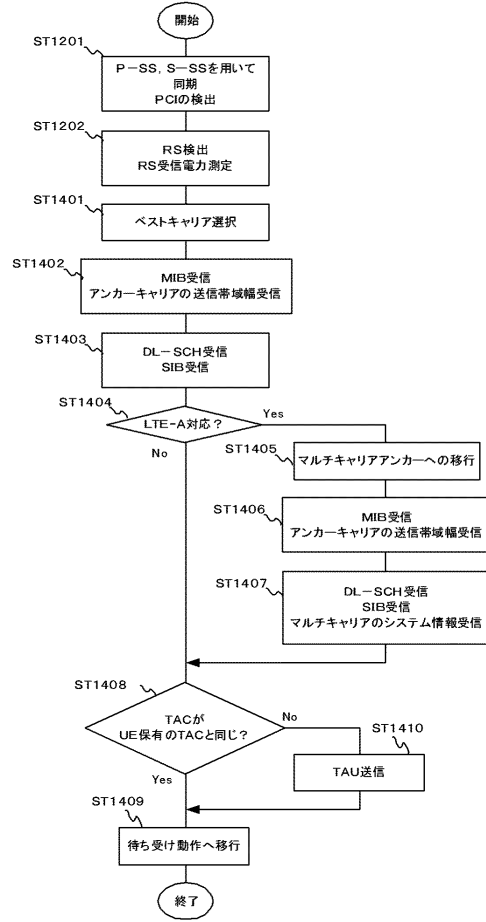 開始
ST1201
P-SS,S-SSを用いて
同期
PCIの検出
ST1202
RS検出
RS受信電力測定
ST1401
ベストキャリア選択
ST1402
MIB受信
アンカーキャリアの送信帯域幅受信
ST1403
DL-SCH受信
SIB受信
ST1404
LTE-A対応？
Yes
No
ST1405
マルチキャリアアンカーへの移行
ST1406
MIB受信
アンカーキャリアの送信帯域幅受信
ST1407
DL-SCH受信
SIB受信
マルチキャリアのシステム情報受信
ST1408
TACが
UE保有のTACと同じ？
No
Yes
ST1410
TAU送信
ST1409
待ち受け動作へ移行
終了